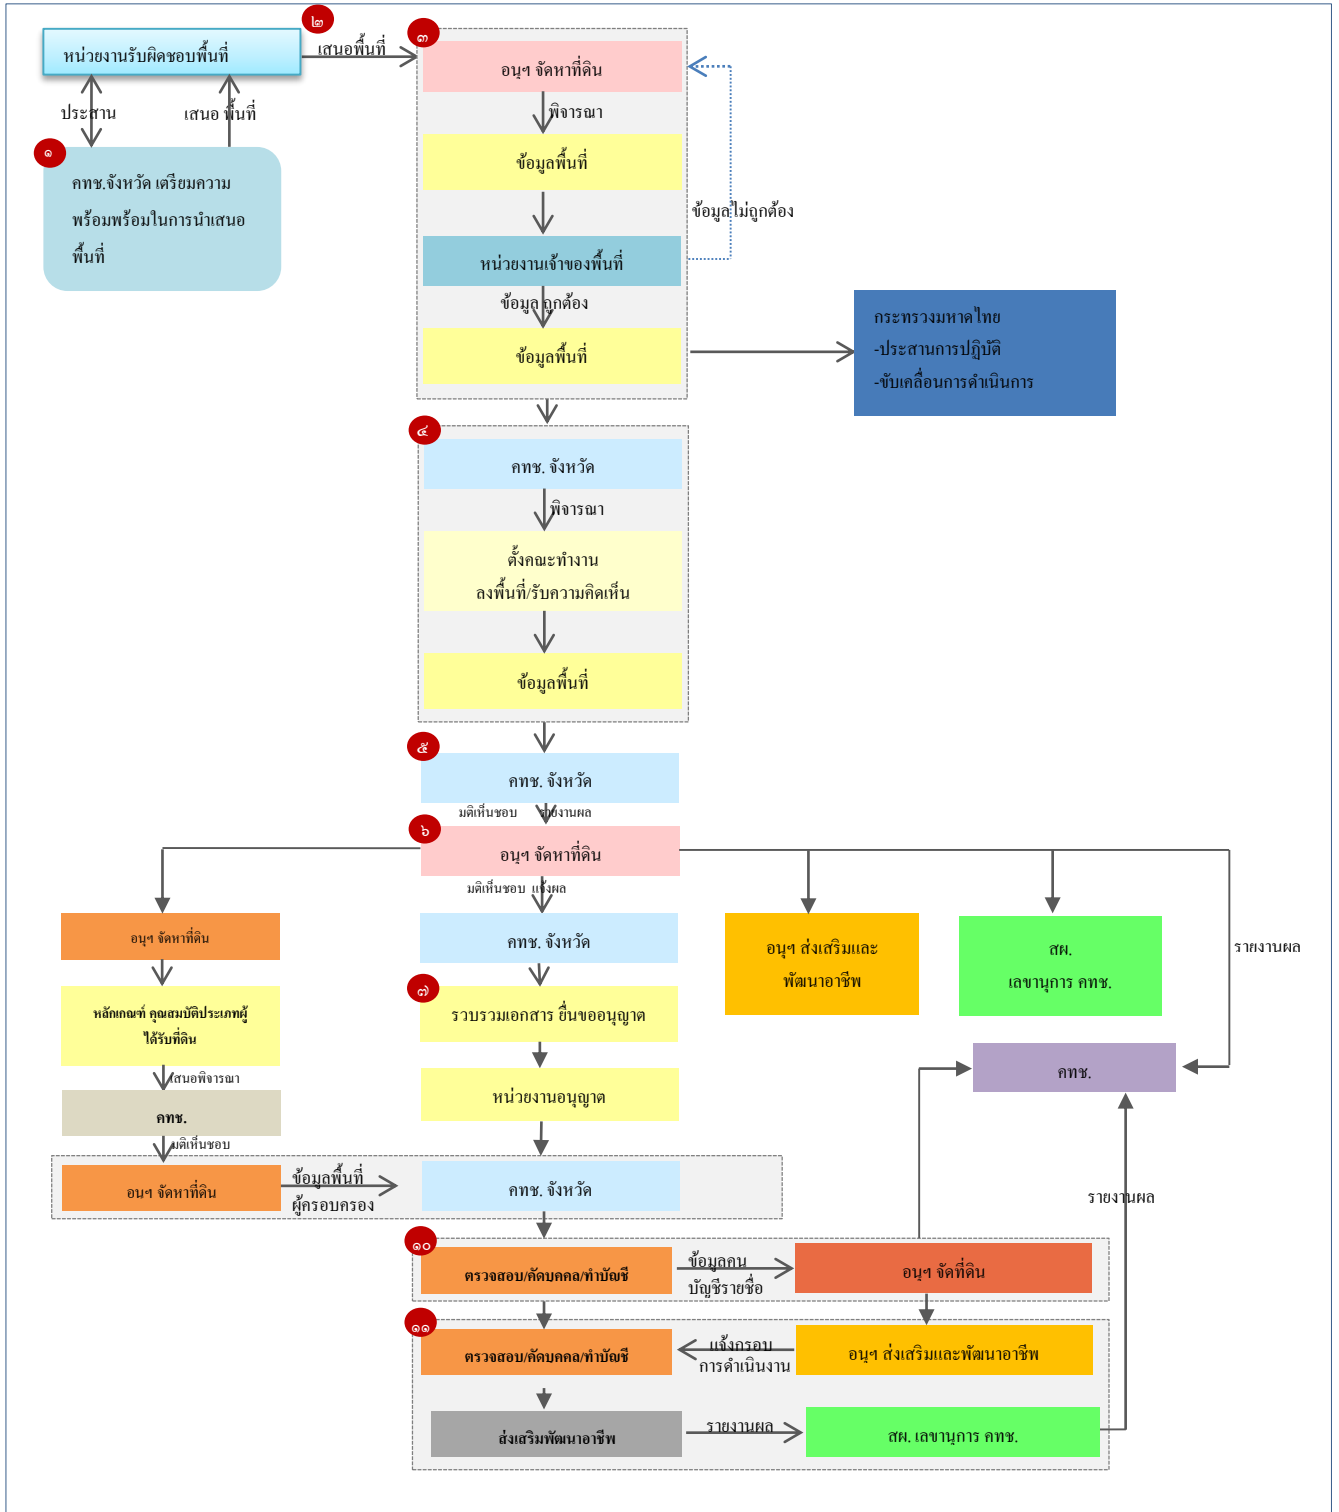 ๒
หน่วยงานรับผิดชอบพื้นที่
เสนอพื้นที่
ประสาน
เสนอ พื้นที่
๑
คทช.จังหวัด เตรียมความ
พร้อมพร้อมในการนำเสนอ
พื้นที่
๓
อนุฯ จัดหาที่ดิน
พิจารณา
ข้อมูลพื้นที่
ข้อมูลไม่ถูกต้อง
หน่วยงานเจ้าของพื้นที่
ข้อมูล ถูกต้อง
ข้อมูลพื้นที่
กระทรวงมหาดไทย
-ประสานการปฏิบัติ
-ขับเคลื่อนการดำเนินการ
๔
คทช. จังหวัด
พิจารณา
ตั้งคณะทำงาน
ลงพื้นที่/รับความคิดเห็น
ข้อมูลพื้นที่
๕
คทช. จังหวัด
มติเห็นชอบ รายงานผล
๖
อนุฯ จัดหาที่ดิน
มติเห็นชอบ แจ้งผล
อนุฯ จัดหาที่ดิน
คทช. จังหวัด
อนุฯ ส่งเสริมและ
พัฒนาอาชีพ
สผ.
เลขานุการ คทช.
รายงานผล
หลักเกณฑ์ คุณสมบัติประเภทผู้
ได้รับที่ดิน
๗
รวบรวมเอกสาร ยื่นขออนุญาต
เสนอพิจารณา
คทช.
หน่วยงานอนุญาต
คทช.
มติเห็นชอบ
อนฯ จัดหาที่ดิน
ข้อมูลพื้นที่
ผู้ครอบครอง
คทช. จังหวัด
รายงานผล
๑๐
ตรวจสอบ/คัดบุคคล/ทำบัญชี
ข้อมูลคน
บัญชีรายชื่อ
อนุฯ จัดที่ดิน
๑๑
ตรวจสอบ/คัดบุคคล/ทำบัญชี
แจ้งกรอบ
การดำเนินงาน
อนุฯ ส่งเสริมและพัฒนาอาชีพ
ส่งเสริมพัฒนาอาชีพ
รายงานผล
สผ. เลขานุการ คทช.